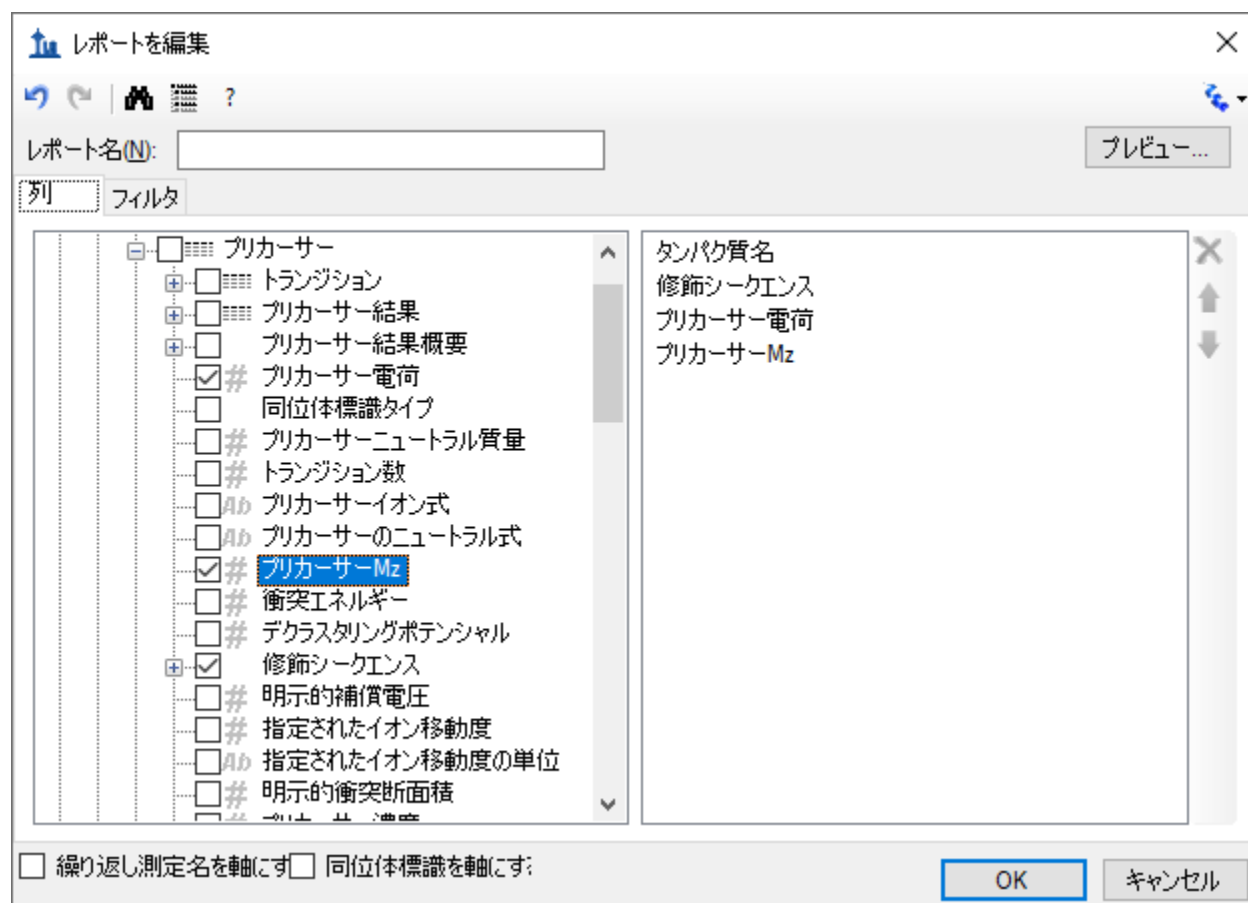 レポートを編集
?
レポート名(N):
プレビュー...
列
フィルタ
プリカーサー
トランジション
プリカーサー結果
プリカーサー結果概要
# プリカーサー電荷
同位体標識タイプ
# プリカーサーニュートラル質量
# トランジション数
Ab プリカーサーイオン式
Ab プリカーサーのニュートラル式
# プリカーサーMz
# 衝突エネルギー
# デクラスタリングポテンシャル
修飾シークエンス
# 明示的補償電圧
# 指定されたイオン移動度
Ab 指定されたイオン移動度の単位
# 明示的衝突断面積
タンパク質名
修飾シークエンス
プリカーサー電荷
プリカーサーMz
繰り返し測定名を軸にす
同位体標識を軸にす
OK
キャンセル